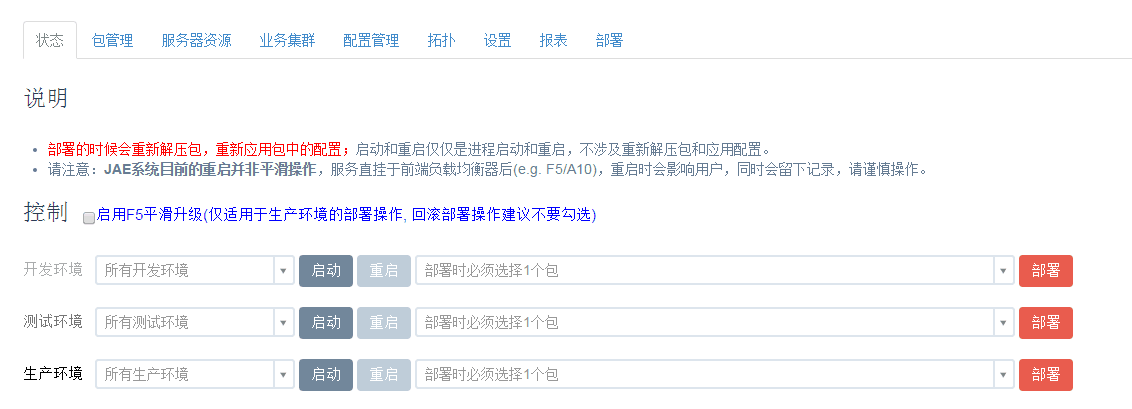 状态 包管理 服务器资源 业务集群 配置管理 拓扑 设置 报表 部署
说明
部署的时候会重新解压包，重新应用包中的配置；启动和重启仅仅是进程启动和重启，不涉及重新解压包和应用配置。
请注意：JAE系统目前的重启并非平滑操作，服务直挂于前端负载均衡器后(e.g. F5/A10)，重启时会影响用户，同时会留下记录，请谨慎操作。
控制 启用F5平滑升级(仅适用于生产环境的部署操作, 回滚部署操作建议不要勾选)
开发环境 所有开发环境 启动 重启 部署时必须选择1个包 部署
测试环境 所有测试环境 启动 重启 部署时必须选择1个包 部署
生产环境 所有生产环境 启动 重启 部署时必须选择1个包 部署